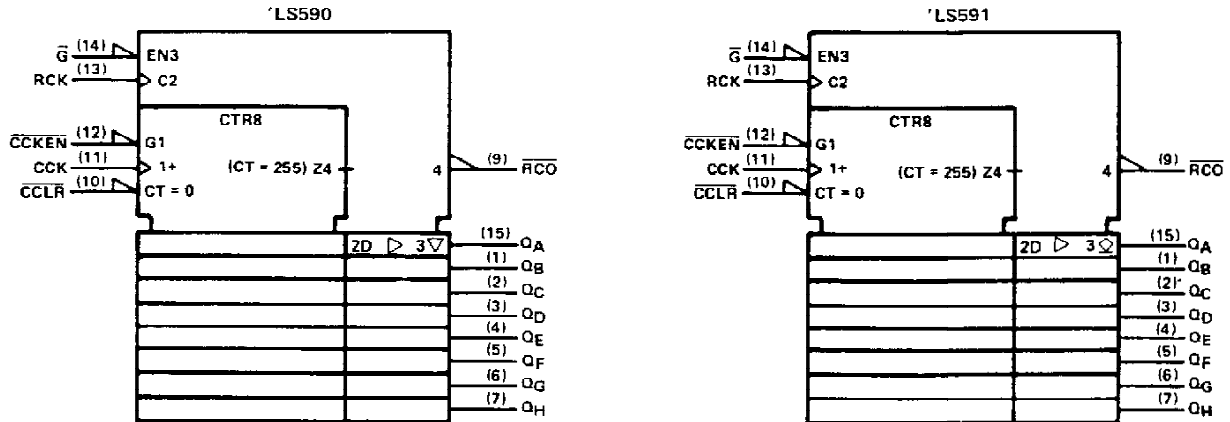 'LS590
G̅ (14) EN3
RCK (13) C2
CTR8
C̅C̅K̅E̅N̅ (12) G1
CCK (11) 1+ (CT = 255) Z4 4 (9) R̅C̅O̅
C̅C̅L̅R̅ (10) CT = 0
2D ▷ 3▽ (15) QA
(1) QB
(2) QC
(3) QD
(4) QE
(5) QF
(6) QG
(7) QH
'LS591
G̅ (14) EN3
RCK (13) C2
CTR8
C̅C̅K̅E̅N̅ (12) G1
CCK (11) 1+ (CT = 255) Z4 4 (9) R̅C̅O̅
C̅C̅L̅R̅ (10) CT = 0
2D ▷ 3◇ (15) QA
(1) QB
(2) QC
(3) QD
(4) QE
(5) QF
(6) QG
(7) QH